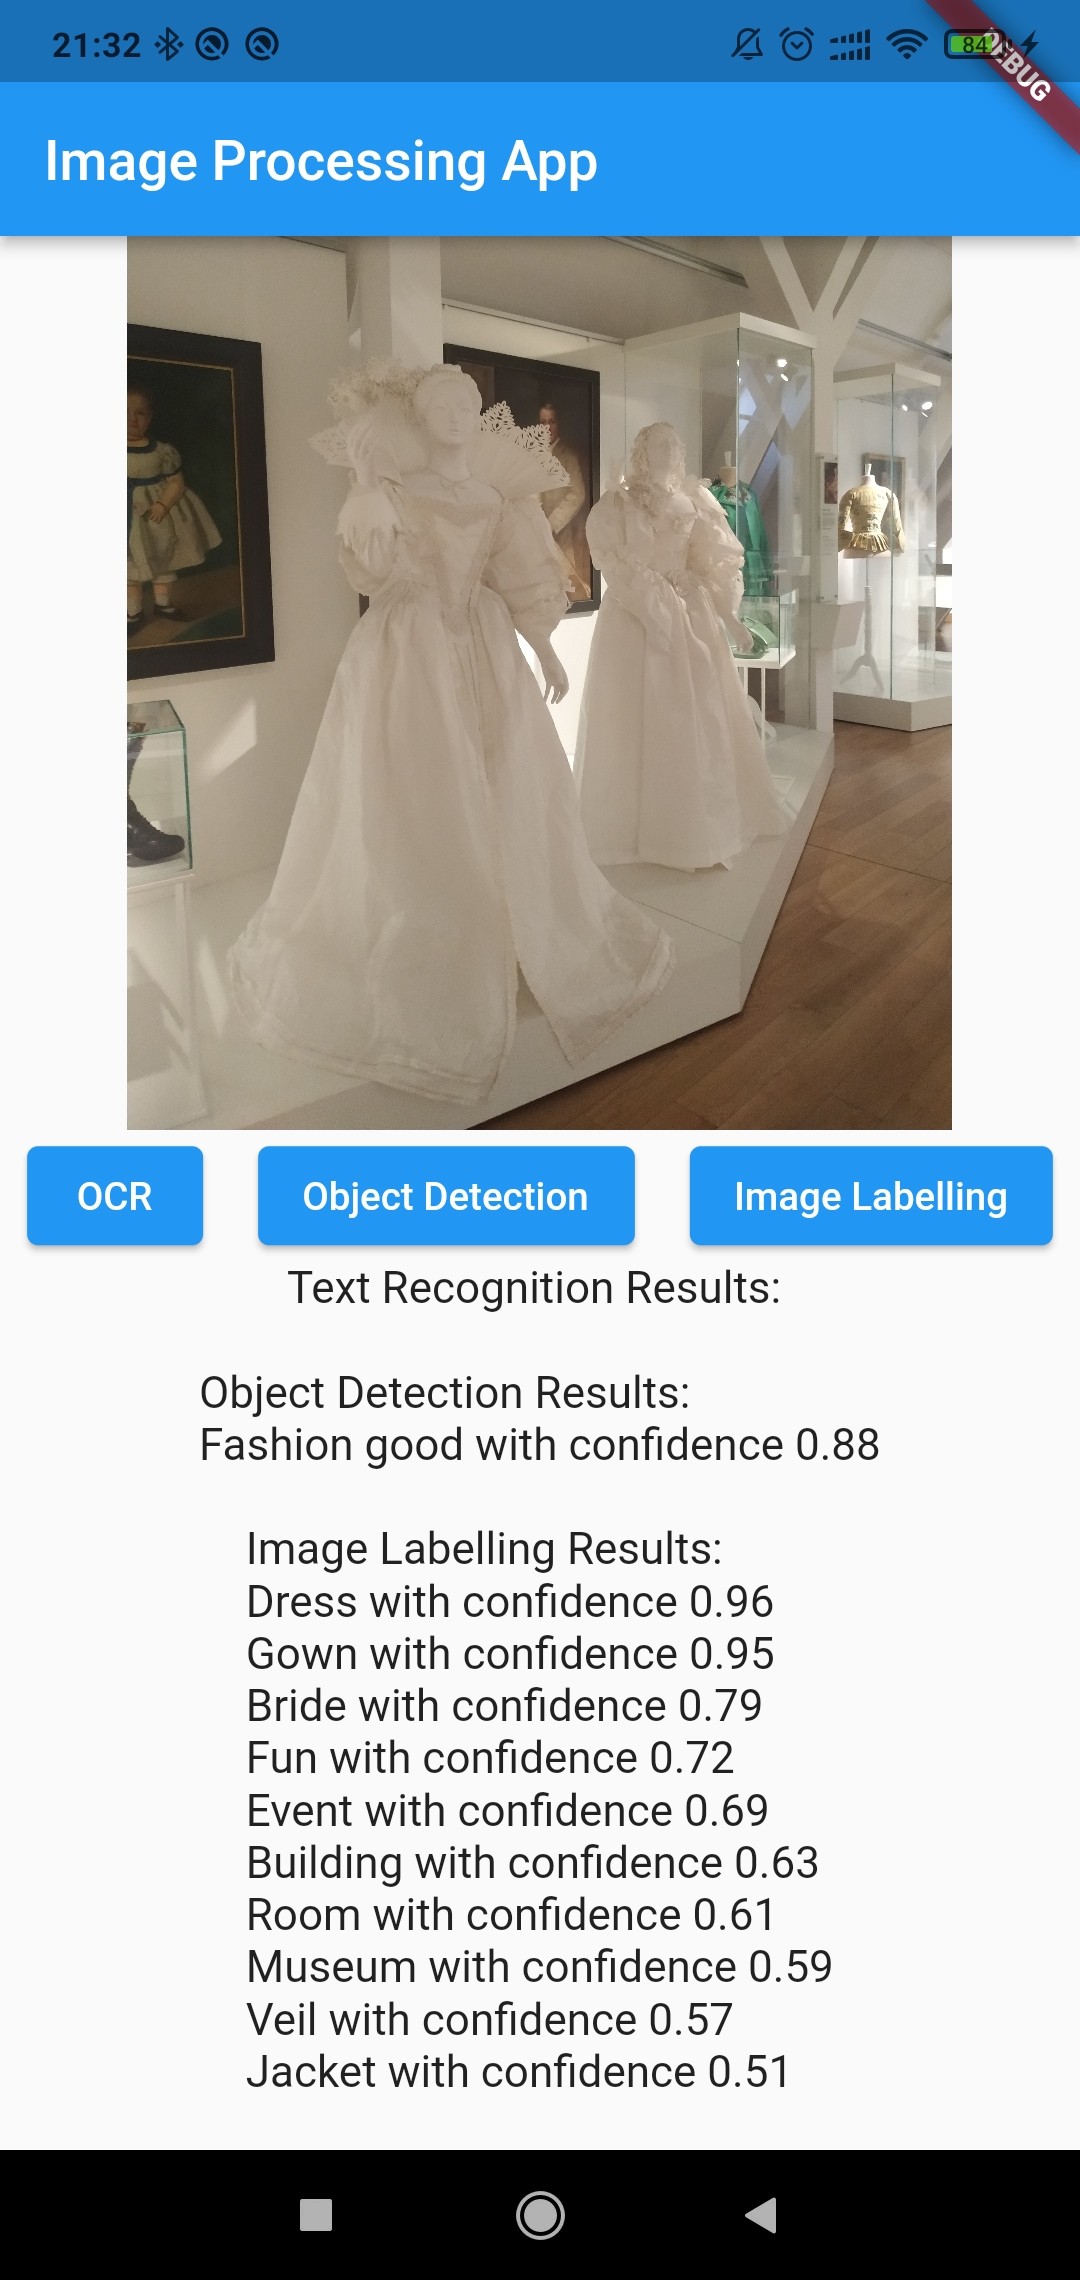 21:32
84
DEBUG
Image Processing App
OCR
Object Detection
Image Labelling
Text Recognition Results:
Object Detection Results:
Fashion good with confidence 0.88
Image Labelling Results:
Dress with confidence 0.96
Gown with confidence 0.95
Bride with confidence 0.79
Fun with confidence 0.72
Event with confidence 0.69
Building with confidence 0.63
Room with confidence 0.61
Museum with confidence 0.59
Veil with confidence 0.57
Jacket with confidence 0.51